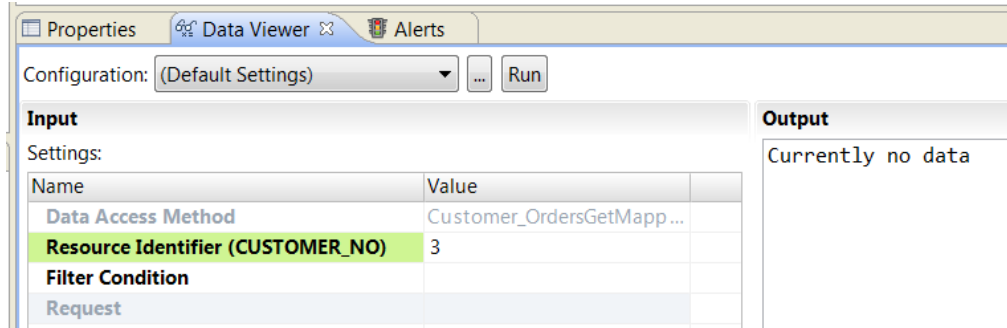 Properties Data Viewer Alerts
Configuration: (Default Settings) ... Run
Input
Settings:
Name Value
Data Access Method Customer_OrdersGetMapp...
Resource Identifier (CUSTOMER_NO) 3
Filter Condition
Request
Output
Currently no data